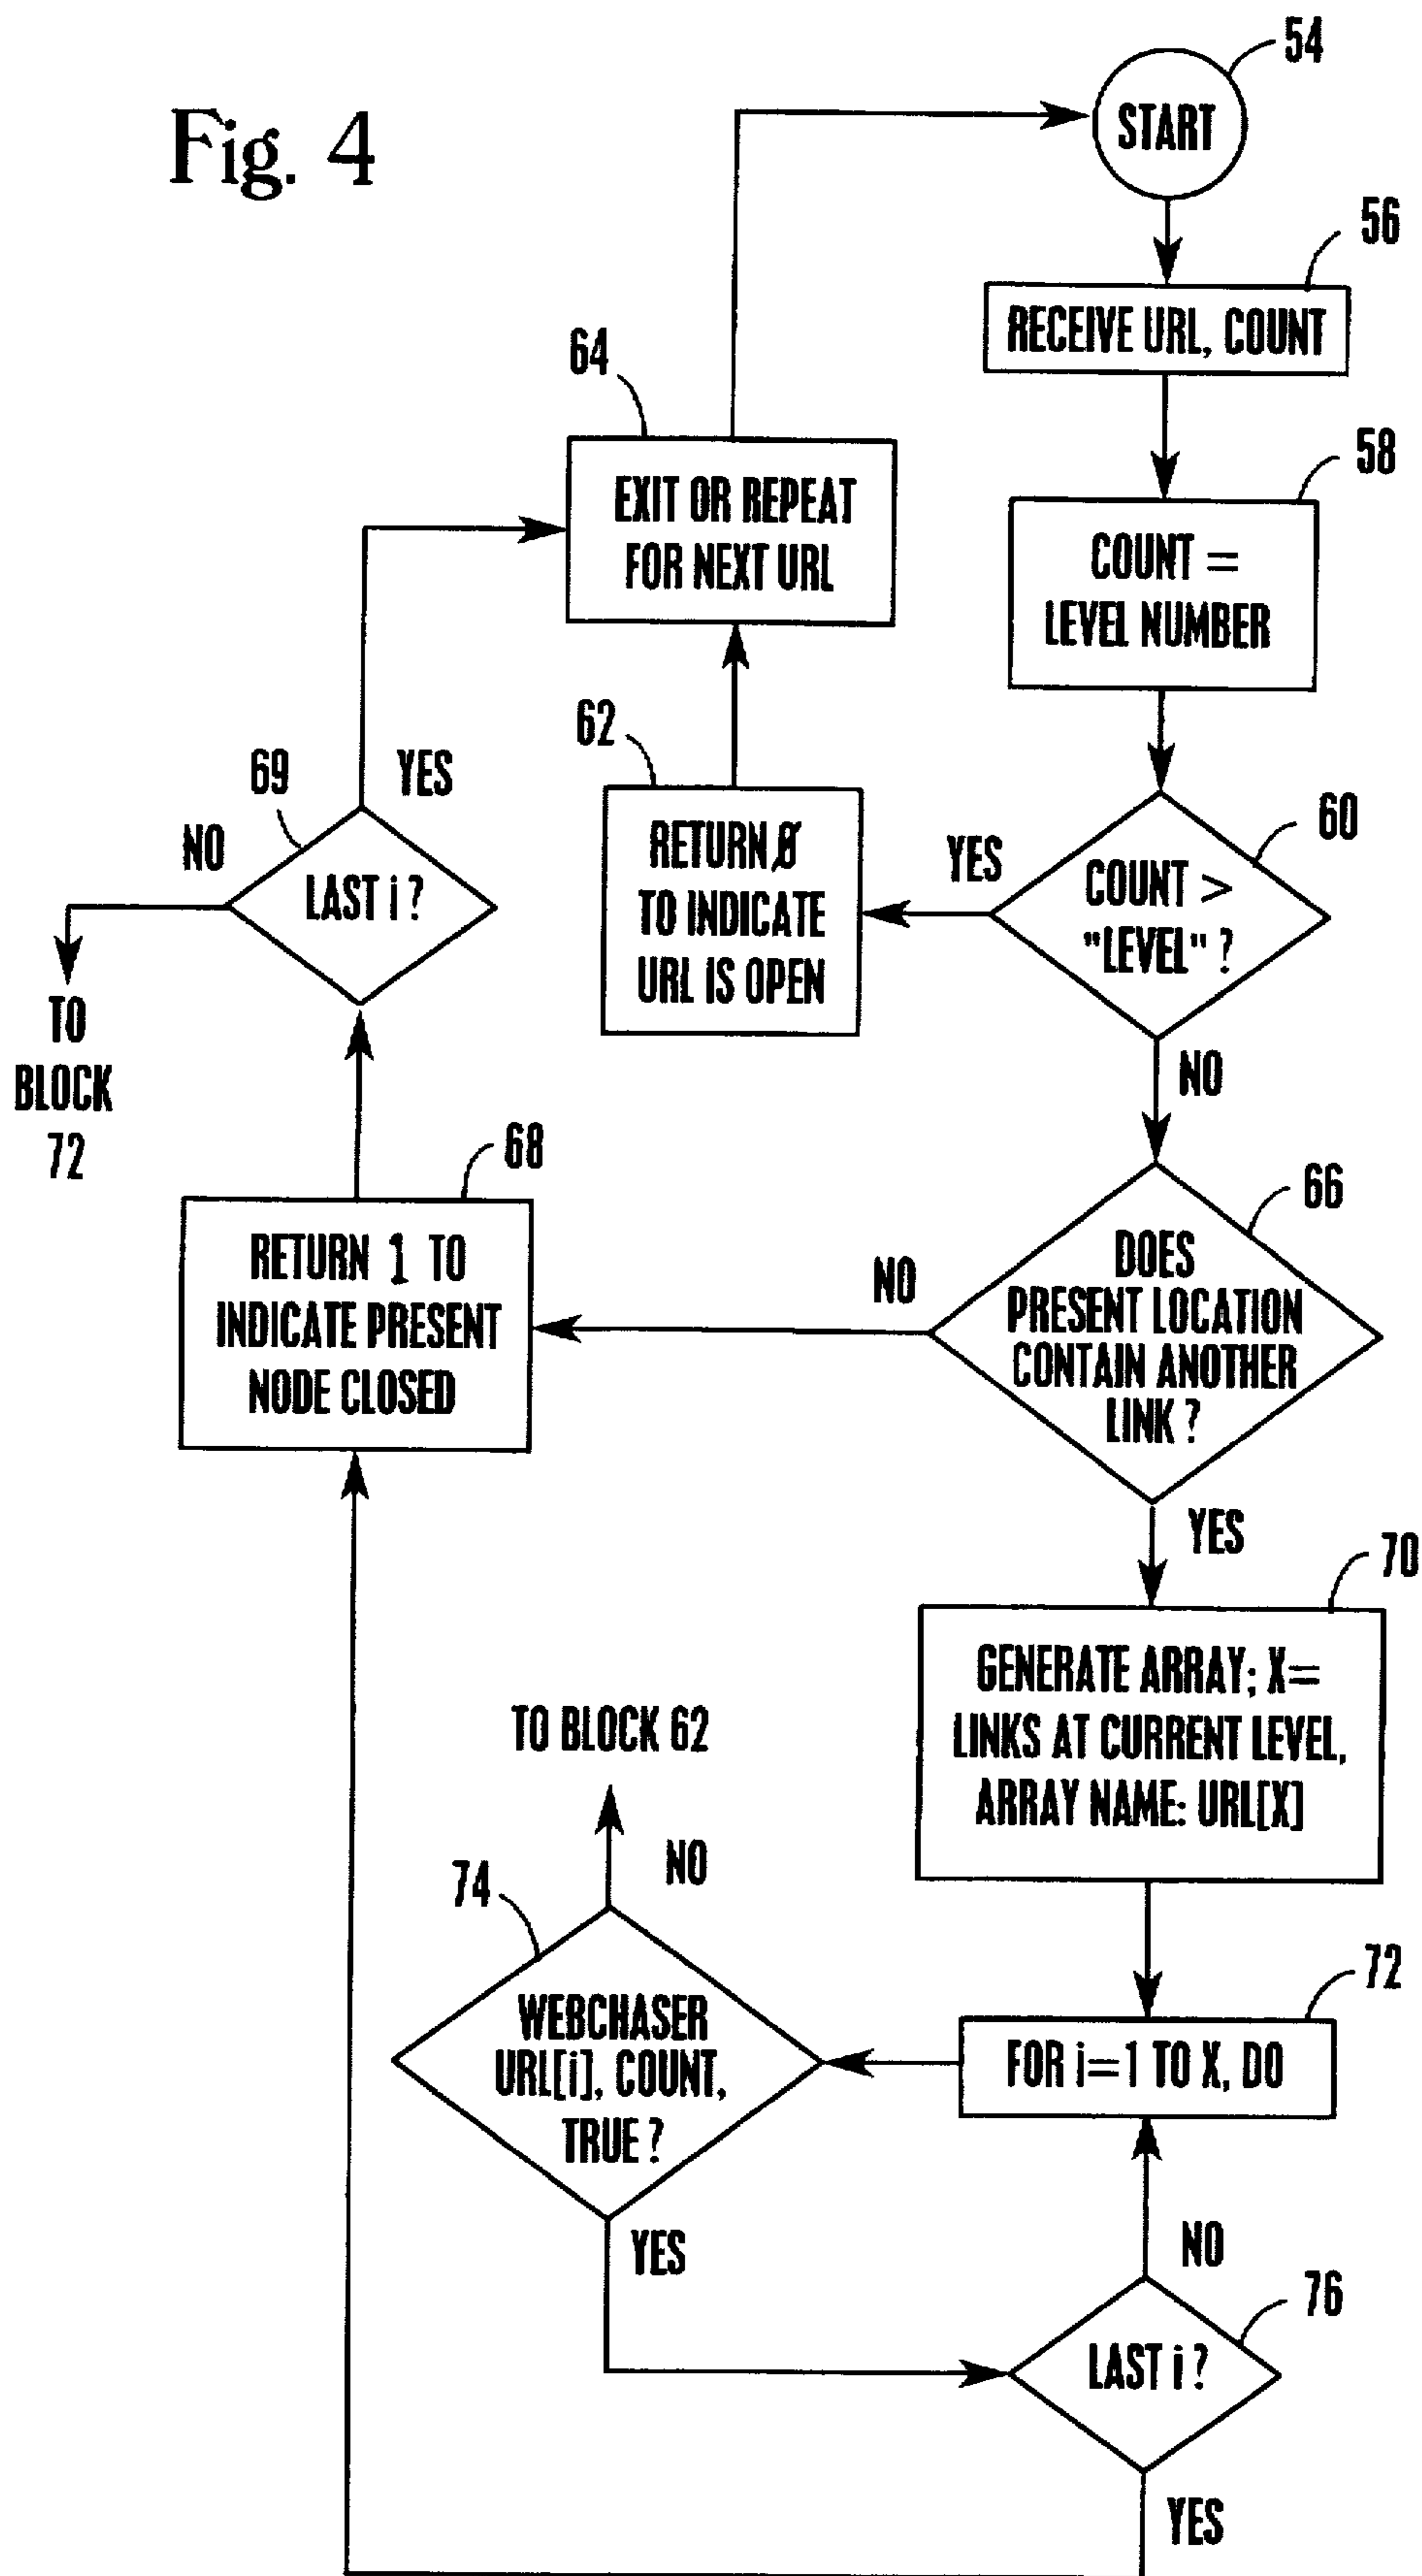 Fig. 4
54
START
56
RECEIVE URL, COUNT
64
EXIT OR REPEAT
FOR NEXT URL
58
COUNT =
LEVEL NUMBER
62
RETURN Ø
TO INDICATE
URL IS OPEN
YES
60
COUNT >
"LEVEL" ?
NO
69
YES
NO
LAST i ?
TO
BLOCK
72
68
RETURN 1 TO
INDICATE PRESENT
NODE CLOSED
NO
66
DOES
PRESENT LOCATION
CONTAIN ANOTHER
LINK ?
YES
70
GENERATE ARRAY; X=
LINKS AT CURRENT LEVEL,
ARRAY NAME: URL[X]
TO BLOCK 62
NO
74
WEBCHASER
URL[i], COUNT,
TRUE ?
YES
72
FOR i=1 TO X, DO
NO
76
LAST i ?
YES